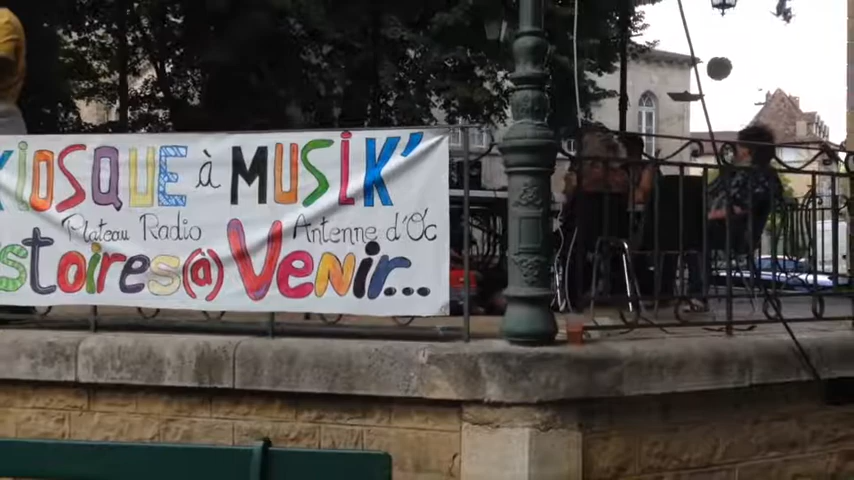 KIOSQUE à MUSIK'
Plateau Radio Antenne d'Oc
stoires(a) Venir...